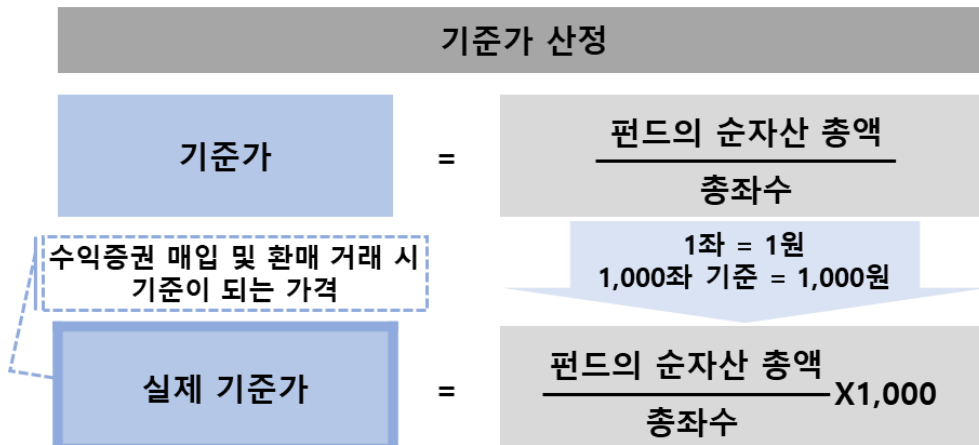 기준가 산정
기준가
=
펀드의 순자산 총액
총좌수
수익증권 매입 및 환매 거래 시
기준이 되는 가격
1좌 = 1원
1,000좌 기준 = 1,000원
실제 기준가
=
펀드의 순자산 총액
총좌수
X1,000